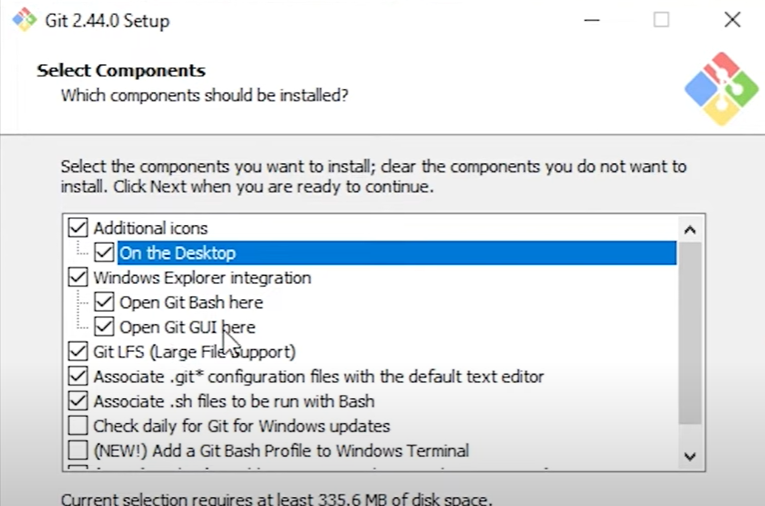 Git 2.44.0 Setup
Select Components
Which components should be installed?
Select the components you want to install; clear the components you do not want to
install. Click Next when you are ready to continue.
Additional icons
On the Desktop
Windows Explorer integration
Open Git Bash here
Open Git GUI here
Git LFS (Large File Support)
Associate .git* configuration files with the default text editor
Associate .sh files to be run with Bash
Check daily for Git for Windows updates
(NEW!) Add a Git Bash Profile to Windows Terminal
Current selection requires at least 335.6 MB of disk space.